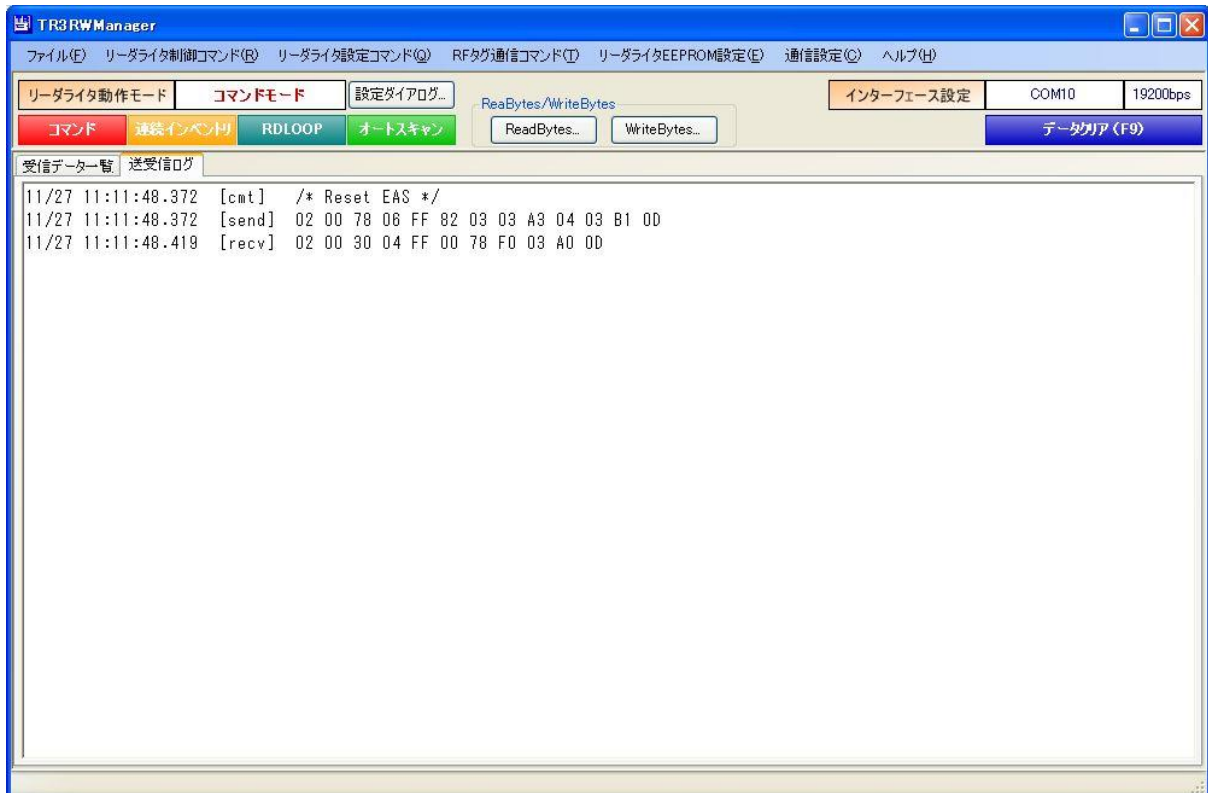 TR3RWManager
ファイル(F) リーダライタ制御コマンド(R) リーダライタ設定コマンド(Q) RFタグ通信コマンド(T) リーダライタEEPROM設定(E) 通信設定(C) ヘルプ(H)
リーダライタ動作モード コマンドモード 設定ダイアログ... ReaBytes/WriteBytes インターフェース設定 COM10 19200bps
コマンド 連続インベントリ RDLOOP オートスキャン ReadBytes... WriteBytes... データクリア(F9)
受信データ一覧 送受信ログ
11/27 11:11:48.372 [cmt] /* Reset EAS */
11/27 11:11:48.372 [send] 02 00 78 06 FF 82 03 03 A3 04 03 B1 0D
11/27 11:11:48.419 [recv] 02 00 30 04 FF 00 78 F0 03 A0 0D